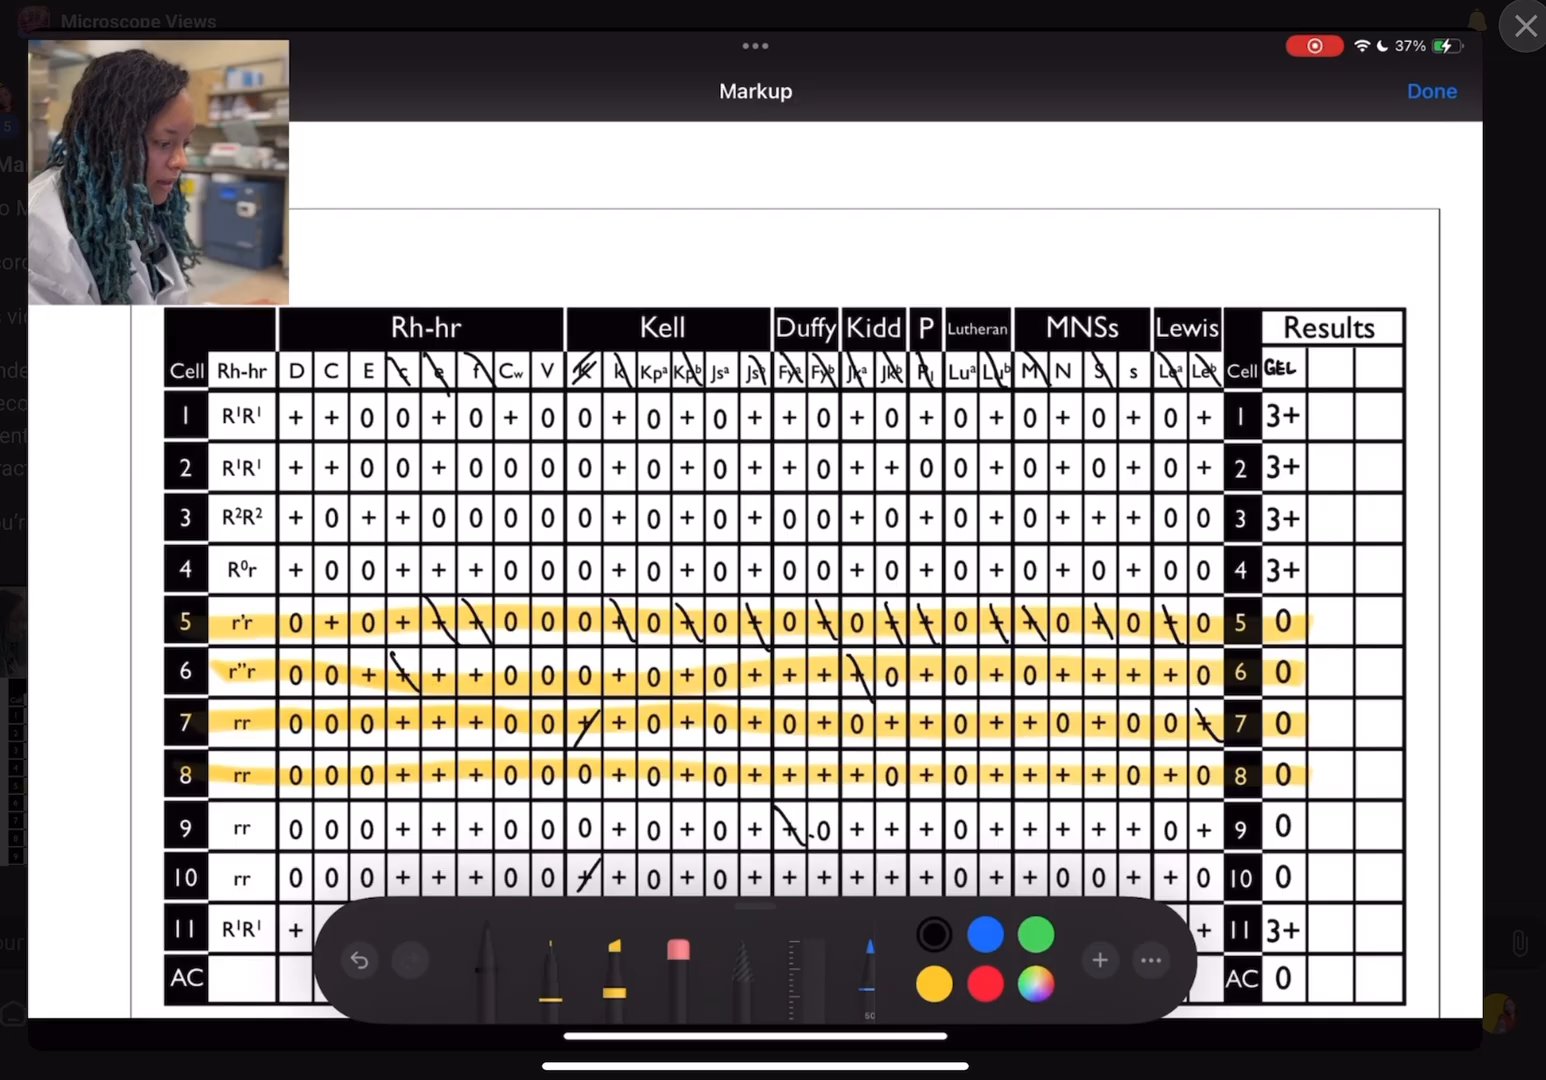 Microscope Views
37%
Markup
Done
Rh-hr Kell Duffy Kidd P Lutheran MNSs Lewis Results
Cell Rh-hr D C E c e f Cw V K k Kpᵃ Kpᵇ Jsᵃ Jsᵇ Fyᵃ Fyᵇ Jkᵃ Jkᵇ P₁ Luᵃ Luᵇ M N S s Leᵃ Leᵇ Cell GEL
1 R¹R¹ + + 0 0 + 0 + 0 0 + 0 + 0 + + 0 + 0 + 0 + 0 + 0 + 0 + 1 3+
2 R¹R¹ + + 0 0 + 0 0 0 0 + 0 + 0 + + 0 + + 0 0 + 0 + 0 + 0 + 2 3+
3 R²R² + 0 + + 0 0 0 0 0 + 0 + 0 + 0 0 + 0 + 0 + 0 + + + 0 0 3 3+
4 R⁰r + 0 0 + + + 0 0 0 + 0 + 0 + 0 0 + 0 + 0 + 0 + 0 + 0 0 4 3+
5 r'r 0 + 0 + + + 0 0 0 + 0 + 0 + 0 + 0 + + 0 + + 0 + 0 + 0 5 0
6 r"r 0 0 + + + + 0 0 0 + 0 + 0 + + + + 0 + 0 + 0 + + + + 0 6 0
7 rr 0 0 0 + + + 0 0 + + 0 + 0 + 0 + 0 + + 0 + + 0 + 0 0 + 7 0
8 rr 0 0 0 + + + 0 0 0 + 0 + 0 + + + + 0 + 0 + + + + 0 + 0 8 0
9 rr 0 0 0 + + + 0 0 0 + 0 + 0 + + 0 + + + 0 + + + + + 0 + 9 0
10 rr 0 0 0 + + + 0 0 + + 0 + 0 + + + + + + 0 + + 0 0 + + 0 10 0
11 R¹R¹ + + 11 3+
AC AC 0